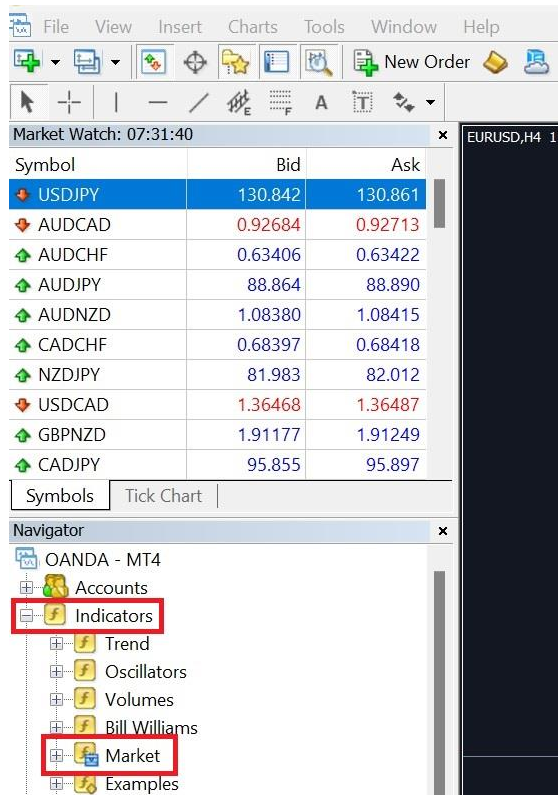 File View Insert Charts Tools Window Help
New Order
E F A T
Market Watch: 07:31:40
EURUSD,H4 1
Symbol Bid Ask
USDJPY 130.842 130.861
AUDCAD 0.92684 0.92713
AUDCHF 0.63406 0.63422
AUDJPY 88.864 88.890
AUDNZD 1.08380 1.08415
CADCHF 0.68397 0.68418
NZDJPY 81.983 82.012
USDCAD 1.36468 1.36487
GBPNZD 1.91177 1.91249
CADJPY 95.855 95.897
Symbols Tick Chart
Navigator
OANDA - MT4
Accounts
Indicators
Trend
Oscillators
Volumes
Bill Williams
Market
Examples